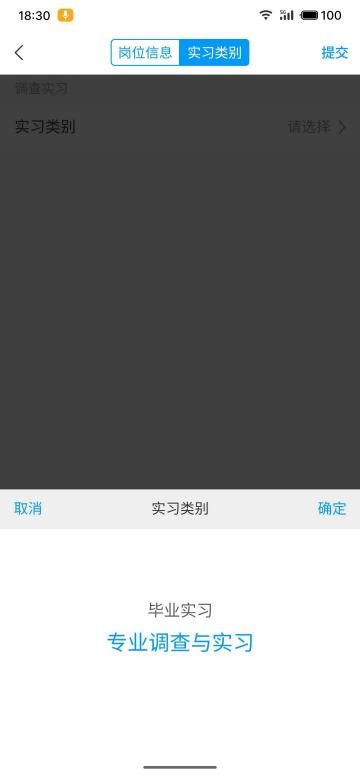 18:30 5G 100
岗位信息 实习类别 提交
调查实习
实习类别 请选择
取消 实习类别 确定
毕业实习
专业调查与实习